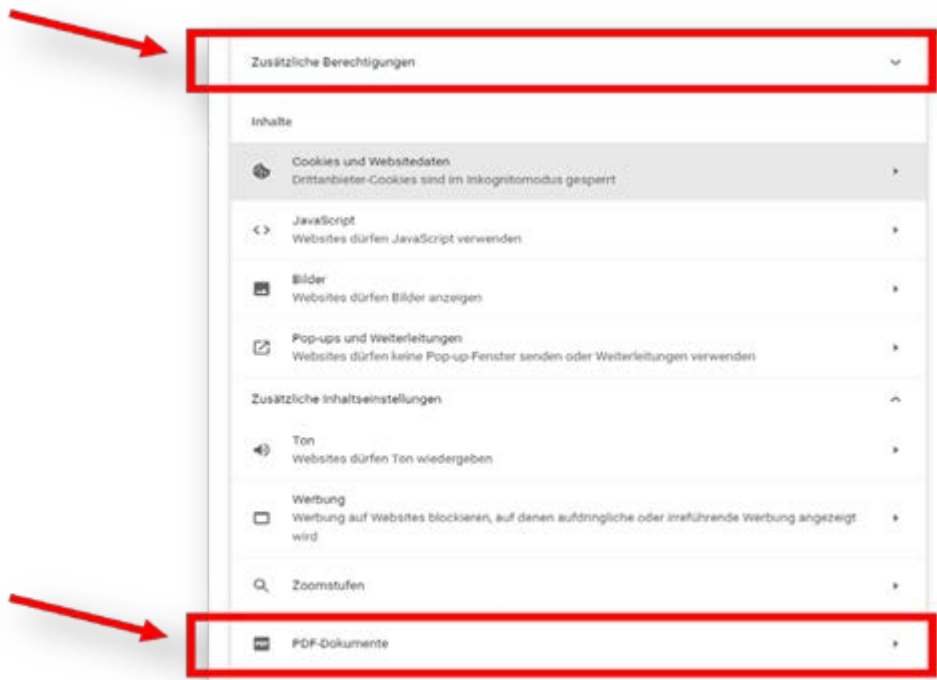 Zusätzliche Berechtigungen
Inhalte
Cookies und Websitedaten
Drittanbieter-Cookies sind im Inkognitomodus gesperrt
JavaScript
Websites dürfen JavaScript verwenden
Bilder
Websites dürfen Bilder anzeigen
Pop-ups und Weiterleitungen
Websites dürfen keine Pop-up-Fenster senden oder Weiterleitungen verwenden
Zusätzliche Inhaltseinstellungen
Ton
Websites dürfen Ton wiedergeben
Werbung
Werbung auf Websites blockieren, auf denen aufdringliche oder irreführende Werbung angezeigt
wird
Zoomstufen
PDF
PDF-Dokumente